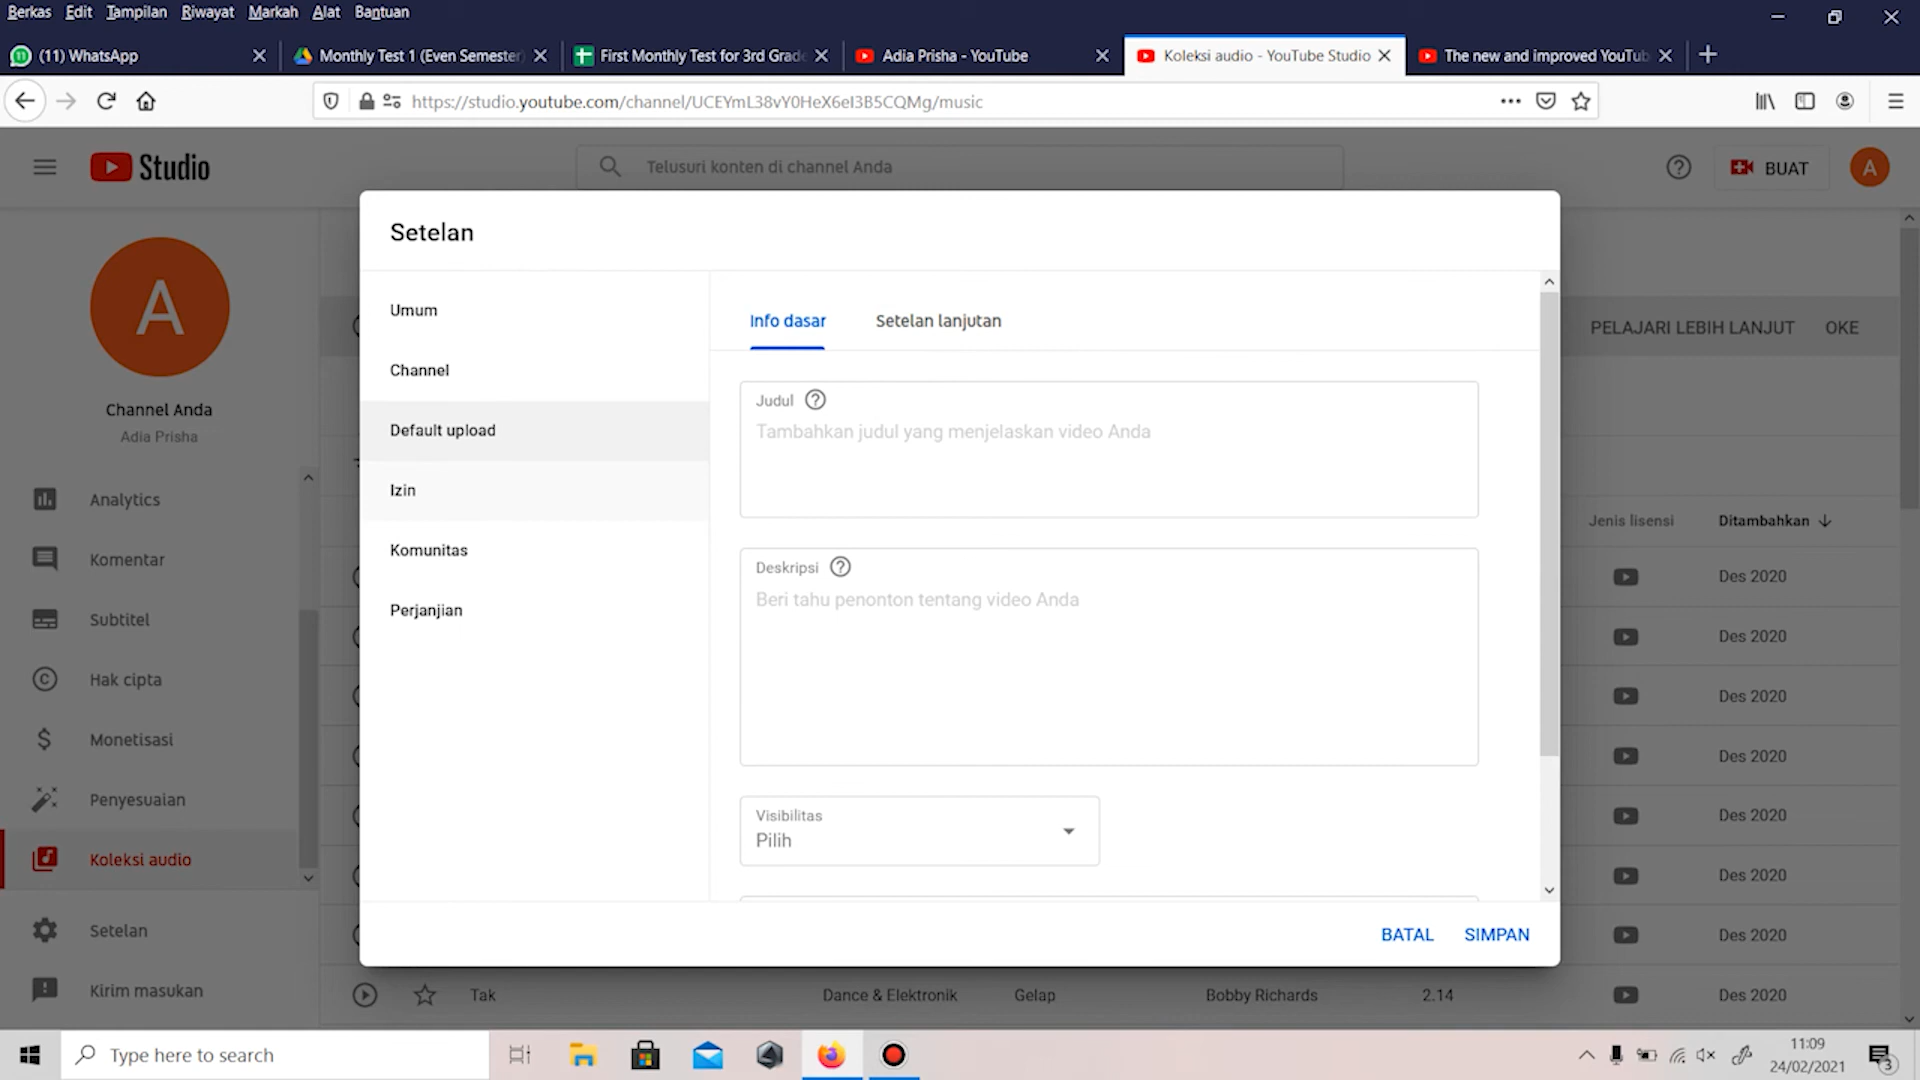 Berkas Edit Tampilan Riwayat Markah Alat Bantuan
(11) WhatsApp
Monthly Test 1 (Even Semester
First Monthly Test for 3rd Grade
Adia Prisha - YouTube
Koleksi audio - YouTube Studio
The new and improved YouTub
https://studio.youtube.com/channel/UCEYmL38vY0HeX6eI3B5CQMg/music
Studio
Telusuri konten di channel Anda
BUAT
A
A
Channel Anda
Adia Prisha
Analytics
Komentar
Subtitel
Hak cipta
Monetisasi
Penyesuaian
Koleksi audio
Setelan
Kirim masukan
Setelan
Umum
Channel
Default upload
Izin
Komunitas
Perjanjian
Info dasar Setelan lanjutan
Judul
Tambahkan judul yang menjelaskan video Anda
Deskripsi
Beri tahu penonton tentang video Anda
Visibilitas
Pilih
BATAL SIMPAN
PELAJARI LEBIH LANJUT OKE
Jenis lisensi Ditambahkan
Des 2020
Des 2020
Des 2020
Des 2020
Des 2020
Des 2020
Des 2020
Tak Dance & Elektronik Gelap Bobby Richards 2.14 Des 2020
Type here to search
11:09
24/02/2021
3